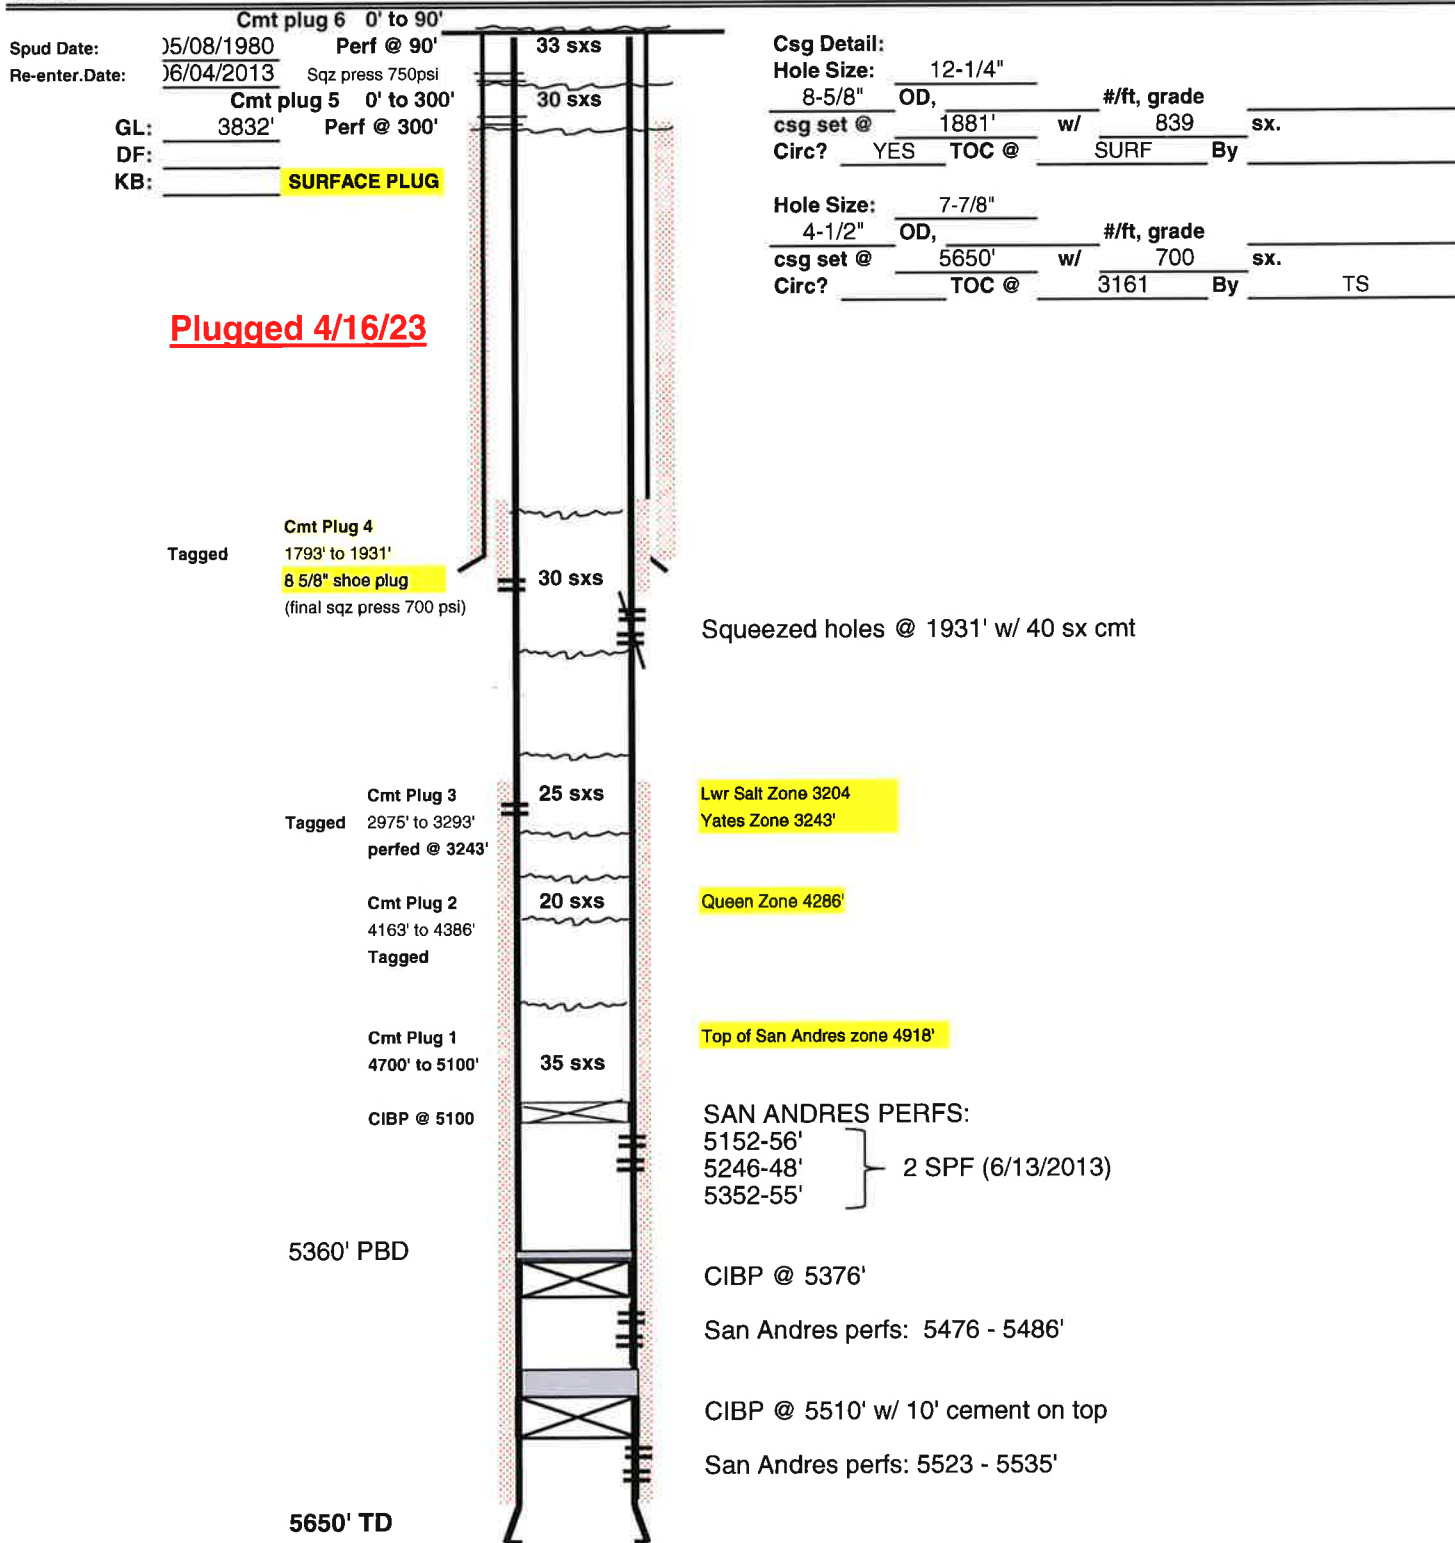 Cmt plug 6 0' to 90'
Spud Date: 05/08/1980 Perf @ 90' 33 sxs
Re-enter.Date: 06/04/2013 Sqz press 750psi
Cmt plug 5 0' to 300' 30 sxs
GL: 3832' Perf @ 300'
DF:
KB: SURFACE PLUG
Csg Detail:
Hole Size: 12-1/4"
8-5/8" OD, #/ft, grade
csg set @ 1881' w/ 839 sx.
Circ? YES TOC @ SURF By
Hole Size: 7-7/8"
4-1/2" OD, #/ft, grade
csg set @ 5650' w/ 700 sx.
Circ? TOC @ 3161 By TS
Plugged 4/16/23
Cmt Plug 4
Tagged 1793' to 1931'
8 5/8" shoe plug 30 sxs
(final sqz press 700 psi)
Squeezed holes @ 1931' w/ 40 sx cmt
Cmt Plug 3 25 sxs Lwr Salt Zone 3204
Tagged 2975' to 3293' Yates Zone 3243'
perfed @ 3243'
Cmt Plug 2 20 sxs Queen Zone 4286'
4163' to 4386'
Tagged
Cmt Plug 1 Top of San Andres zone 4918'
4700' to 5100' 35 sxs
CIBP @ 5100 SAN ANDRES PERFS:
5152-56'
5246-48' 2 SPF (6/13/2013)
5352-55'
5360' PBD
CIBP @ 5376'
San Andres perfs: 5476 - 5486'
CIBP @ 5510' w/ 10' cement on top
San Andres perfs: 5523 - 5535'
5650' TD